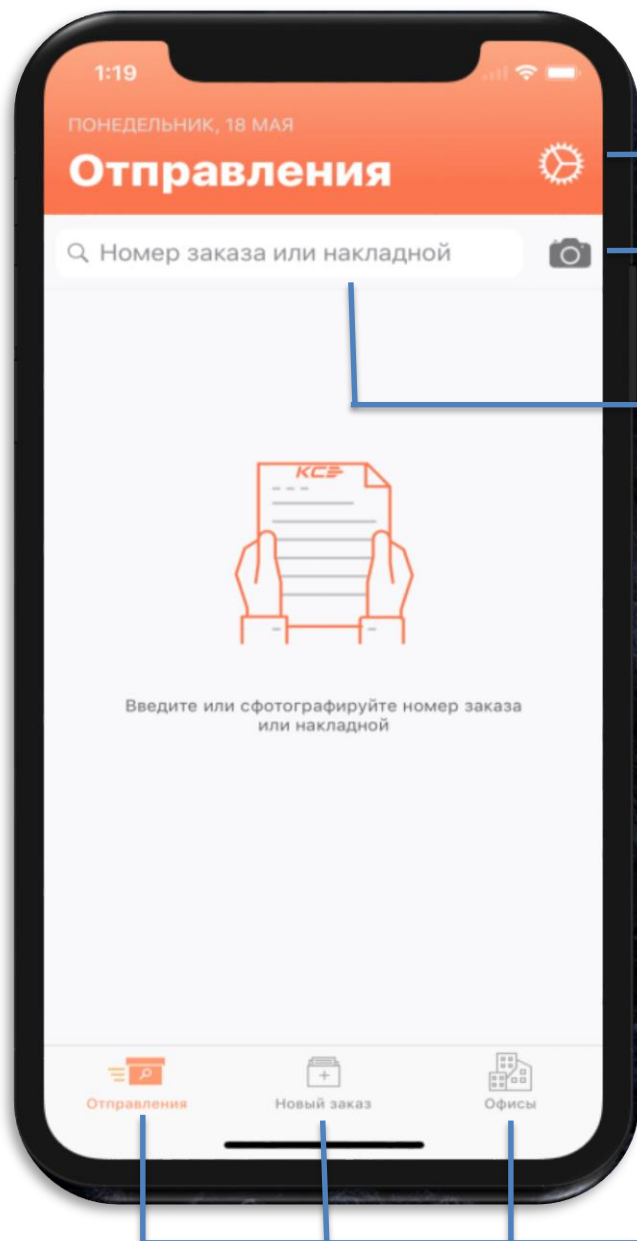 1:19
ПОНЕДЕЛЬНИК, 18 МАЯ
Отправления
Номер заказа или накладной
КСЭ
Введите или сфотографируйте номер заказа
или накладной
Отправления
Новый заказ
Офисы